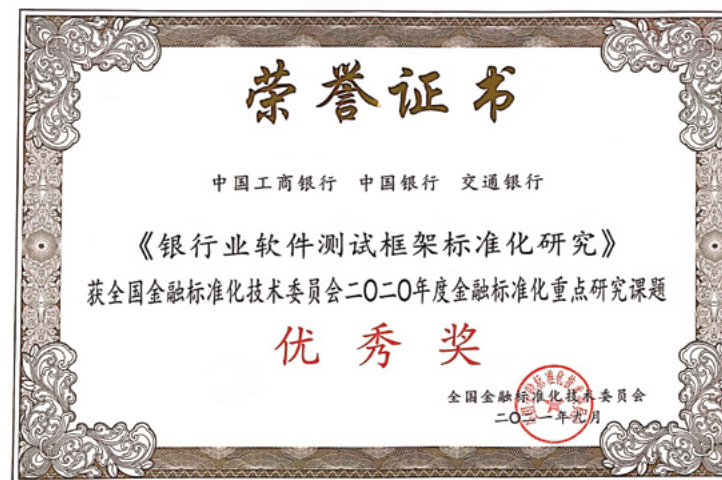 荣誉证书
中国工商银行 中国银行 交通银行
《银行业软件测试框架标准化研究》
获全国金融标准化技术委员会二〇二〇年度金融标准化重点研究课题
优秀奖
全国金融标准化技术委员会
二〇二一年九月